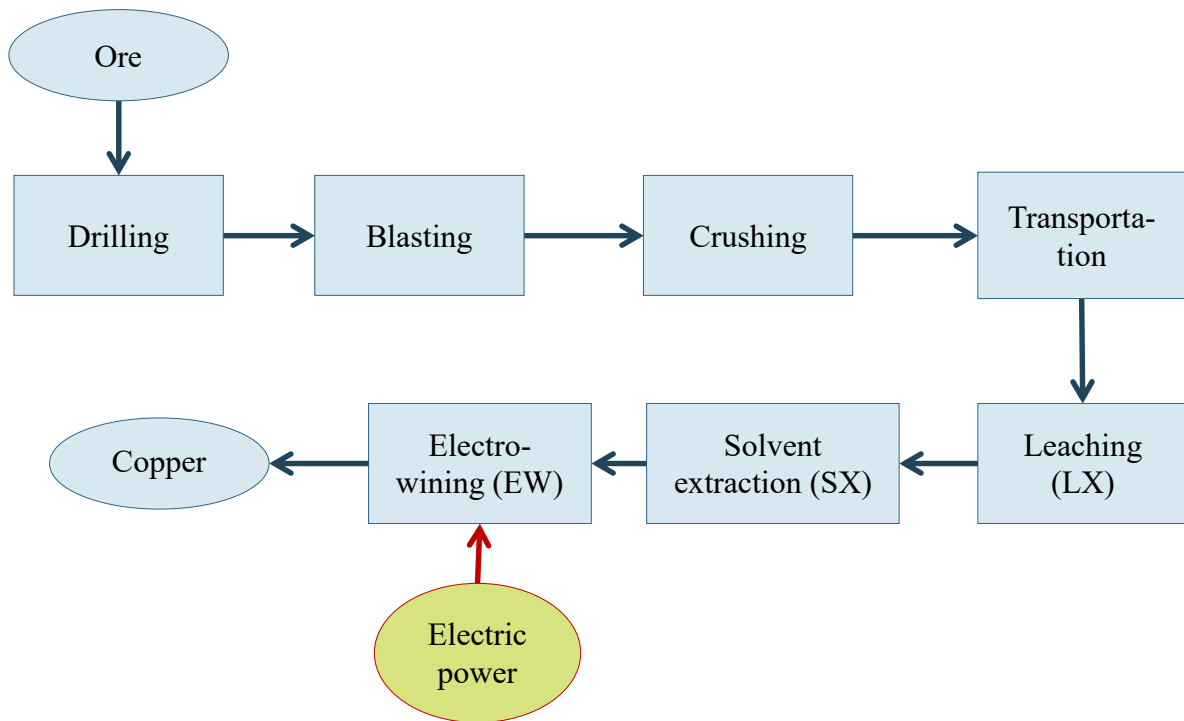 Ore
Drilling
Blasting
Crushing
Transporta-
tion
Copper
Electro-
wining (EW)
Solvent
extraction (SX)
Leaching
(LX)
Electric
power